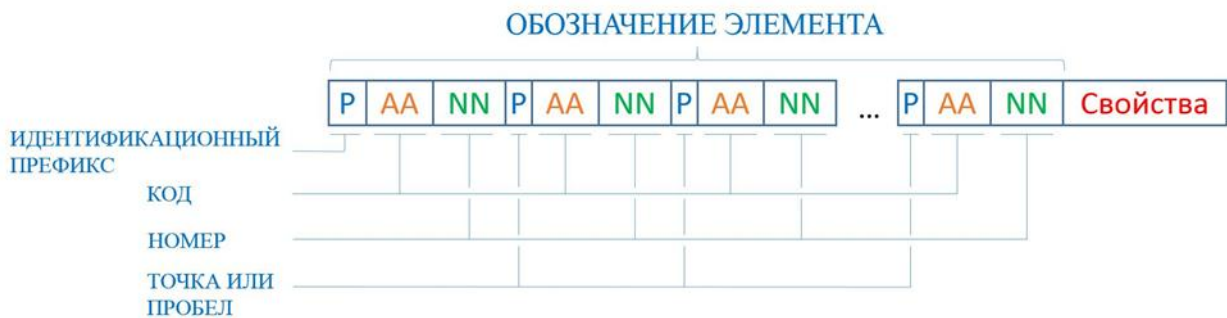 ОБОЗНАЧЕНИЕ ЭЛЕМЕНТА
P AA NN P AA NN P AA NN ... P AA NN Свойства
ИДЕНТИФИКАЦИОННЫЙ
ПРЕФИКС
КОД
НОМЕР
ТОЧКА ИЛИ
ПРОБЕЛ